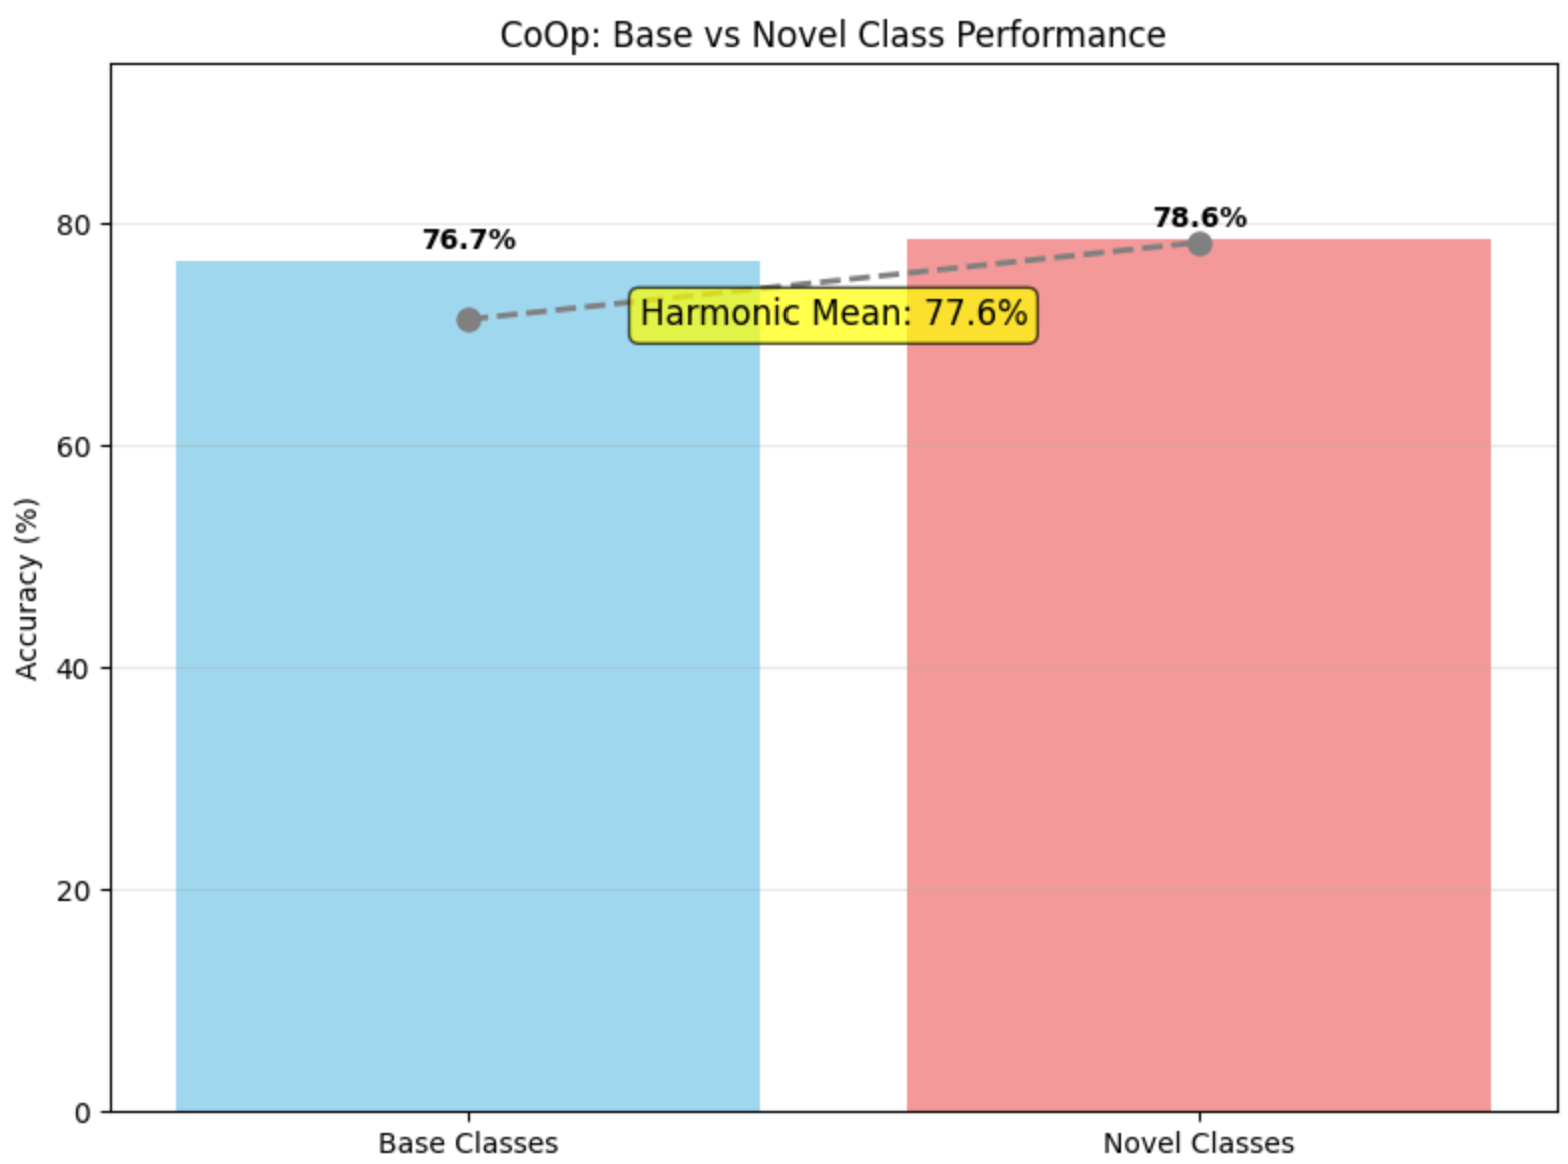 CoOp: Base vs Novel Class Performance
Accuracy (%)
80
60
40
20
0
76.7%
78.6%
Harmonic Mean: 77.6%
Base Classes
Novel Classes